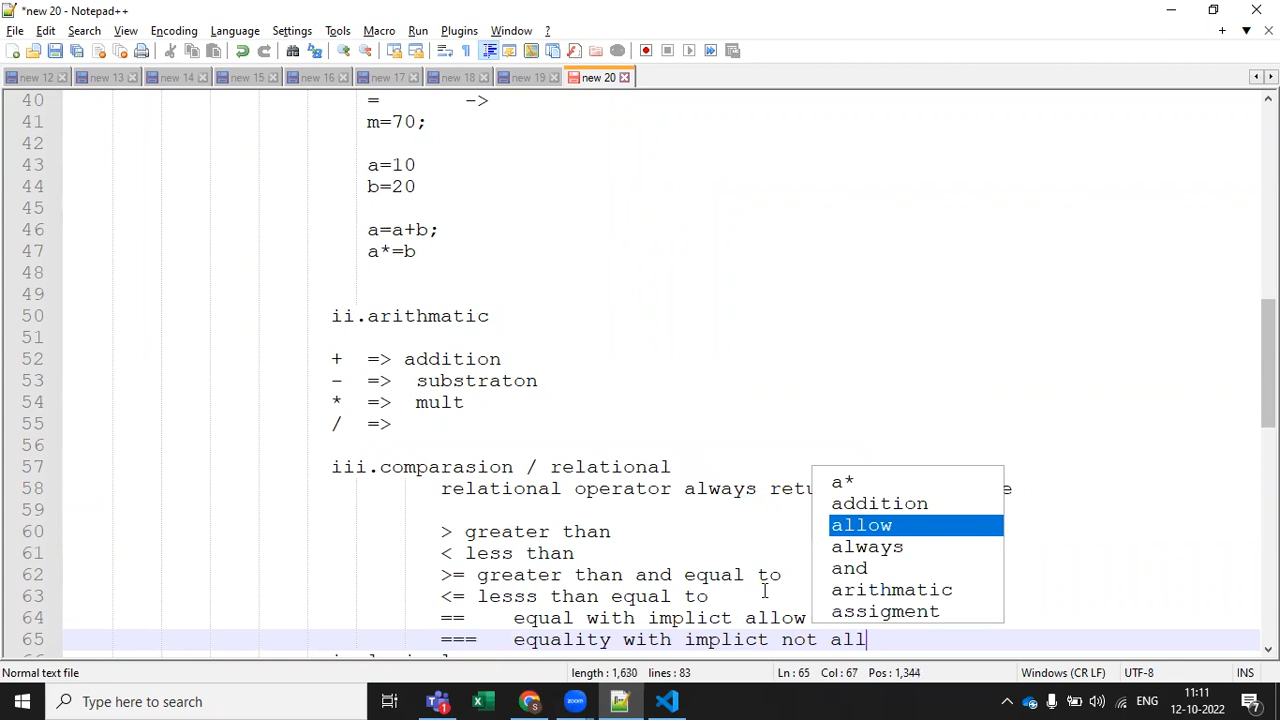 *new 20 - Notepad++
File Edit Search View Encoding Language Settings Tools Macro Run Plugins Window ?
new 12 new 13 new 14 new 15 new 16 new 17 new 18 new 19 new 20
40 = ->
41 m=70;
42
43 a=10
44 b=20
45
46 a=a+b;
47 a*=b
48
49
50 ii.arithmatic
51
52 + => addition
53 - => substraton
54 * => mult
55 / =>
56
57 iii.comparasion / relational
58 relational operator always
59
60 > greater than
61 < less than
62 >= greater than and equal to
63 <= lesss than equal to
64 == equal with implict allow
65 === equality with implict not all
a*
addition
allow
always
and
arithmatic
assigment
Normal text file length : 1,630 lines : 83 Ln : 65 Col : 67 Pos : 1,344 Windows (CR LF) UTF-8 INS
Type here to search
zoom
ENG
11:11
12-10-2022
7